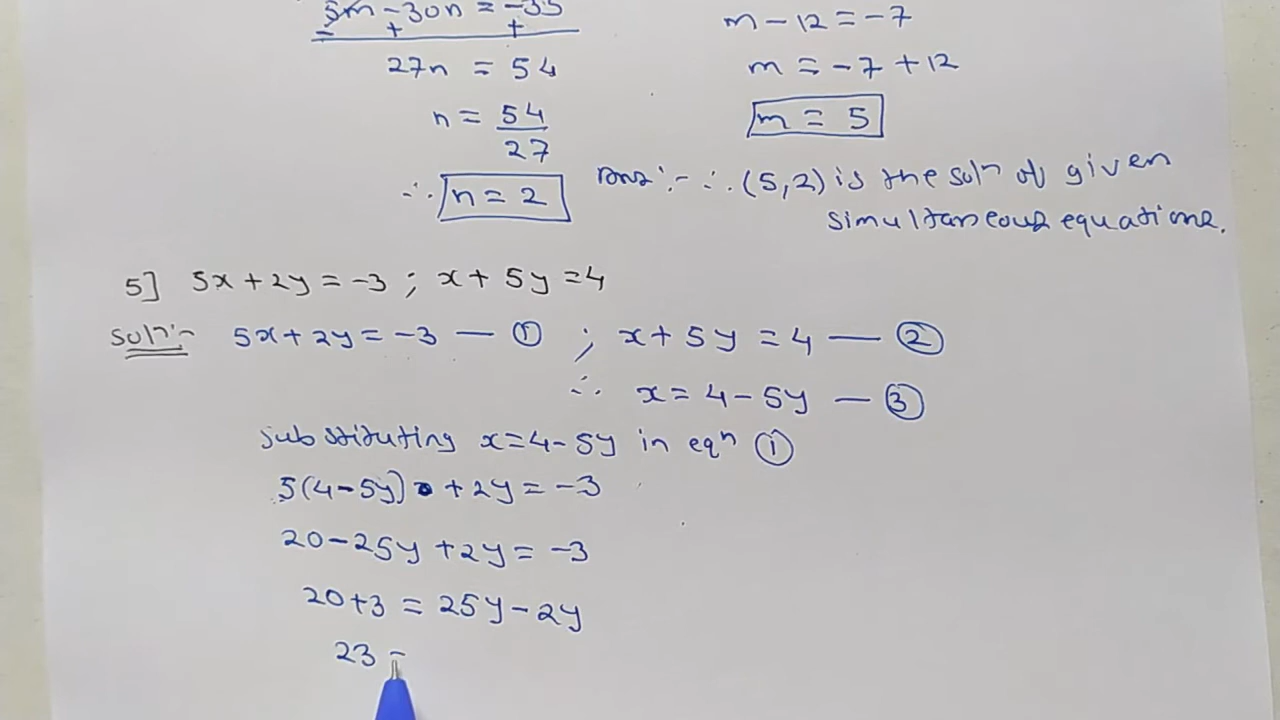 3m - 30n = -33
- + +
27n = 54
n = 54/27
∴ n = 2
m - 12 = -7
m = -7 + 12
m = 5
Ans :- ∴ (5,2) is the soln of given
simultaneous equations.
5] 5x + 2y = -3 ; x + 5y = 4
Soln:- 5x + 2y = -3 — ① ; x + 5y = 4 — ②
∴ x = 4 - 5y — ③
substituting x = 4 - 5y in eqn ①
5(4 - 5y) + 2y = -3
20 - 25y + 2y = -3
20 + 3 = 25y - 2y
23 -